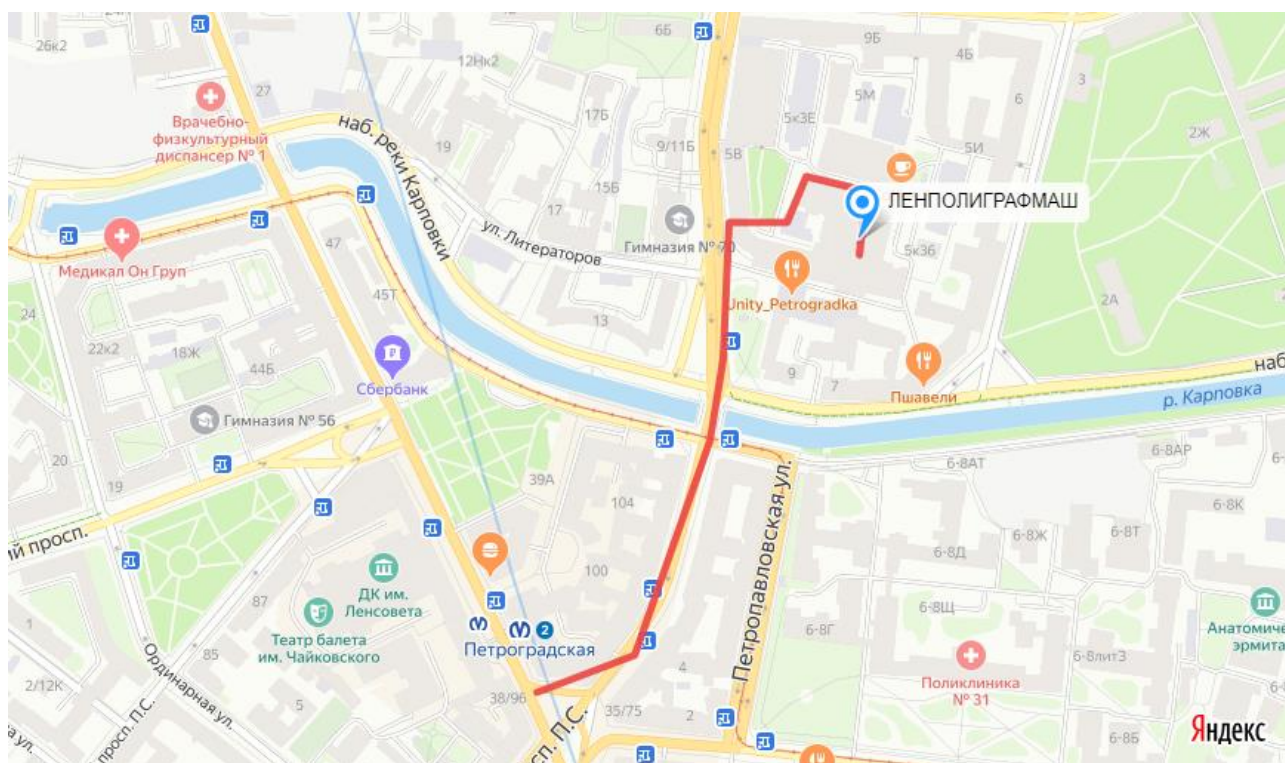 26к2
6Б
9Б
4Б
12Нк2
3
27
5М
6
Врачебно-
физкультурный
диспансер № 1
наб. реки Карповки
19
17Б
5к3Е
2Ж
9/11Б
5В
5И
15Б
ЛЕНПОЛИГРАФМАШ
17
Гимназия № 70
ул. Литераторов
47
5к36
Медикал Он Груп
45Т
Unity_Petrogradka
2А
24
13
22к2
18Ж
44Б
Сбербанк
9
7
Пшавели
наб
р. Карповка
Гимназия № 56
20
19
6-8АТ
6-8АР
39А
104
6-8К
ий просп.
Петропавловская ул.
6-8Ж
6-8Т
6-8Д
100
ДК им.
Ленсовета
87
6-8Щ
1
2
Петроградская
Театр балета
им. Чайковского
6-8Г
Анатомиче
эрмита
85
6-8лит3
4
Поликлиника
№ 31
2/12К
Ординарная ул.
5
38/96
35/75
2
просп. П.С.
сп. П.С.
ул.
6-8Б
Яндекс